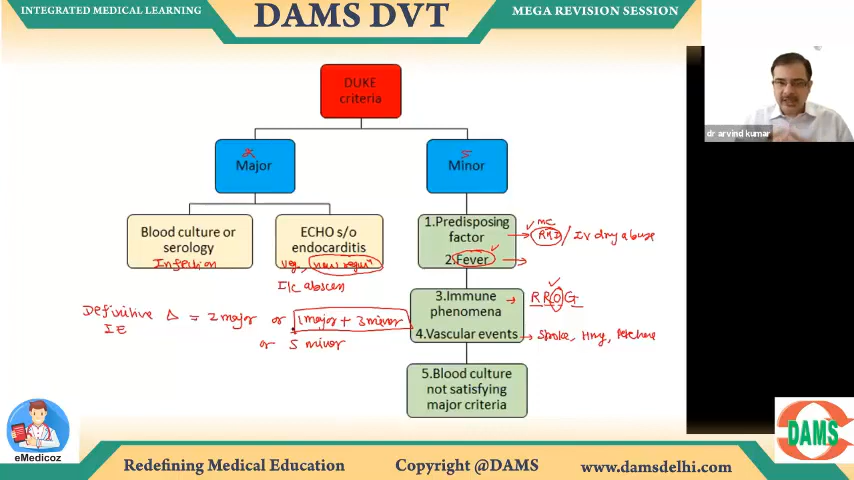 INTEGRATED MEDICAL LEARNING
DAMS DVT
MEGA REVISION SESSION
DUKE
criteria
Major
5
Minor
Blood culture or
serology
Infection
ECHO s/o
endocarditis
Veg, new regurg
I/C abscess
1.Predisposing
factor
2.Fever
MC
RHD / IV drug abuse
3.Immune
phenomena
R R O G
4.Vascular events
Stroke, Hmg, Petechiae
5.Blood culture
not satisfying
major criteria
Definitive Δ = 2 major or 1 major + 3 minor
IE
or 5 minor
dr arvind kumar
eMedicoz
DAMS
Redefining Medical Education
Copyright @DAMS
www.damsdelhi.com